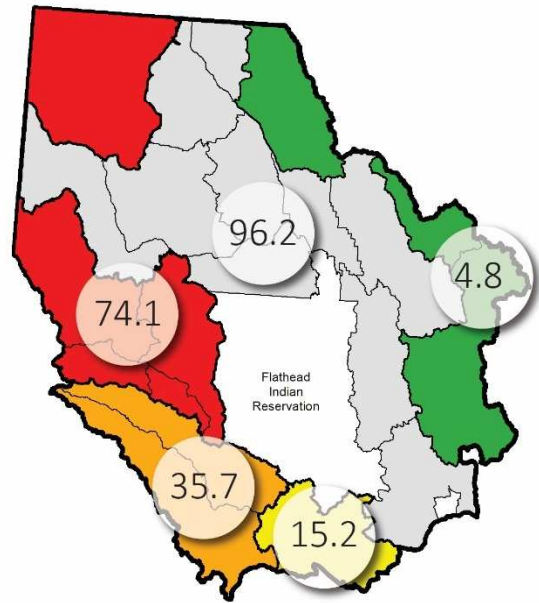 96.2
4.8
74.1
Flathead
Indian
Reservation
35.7
15.2